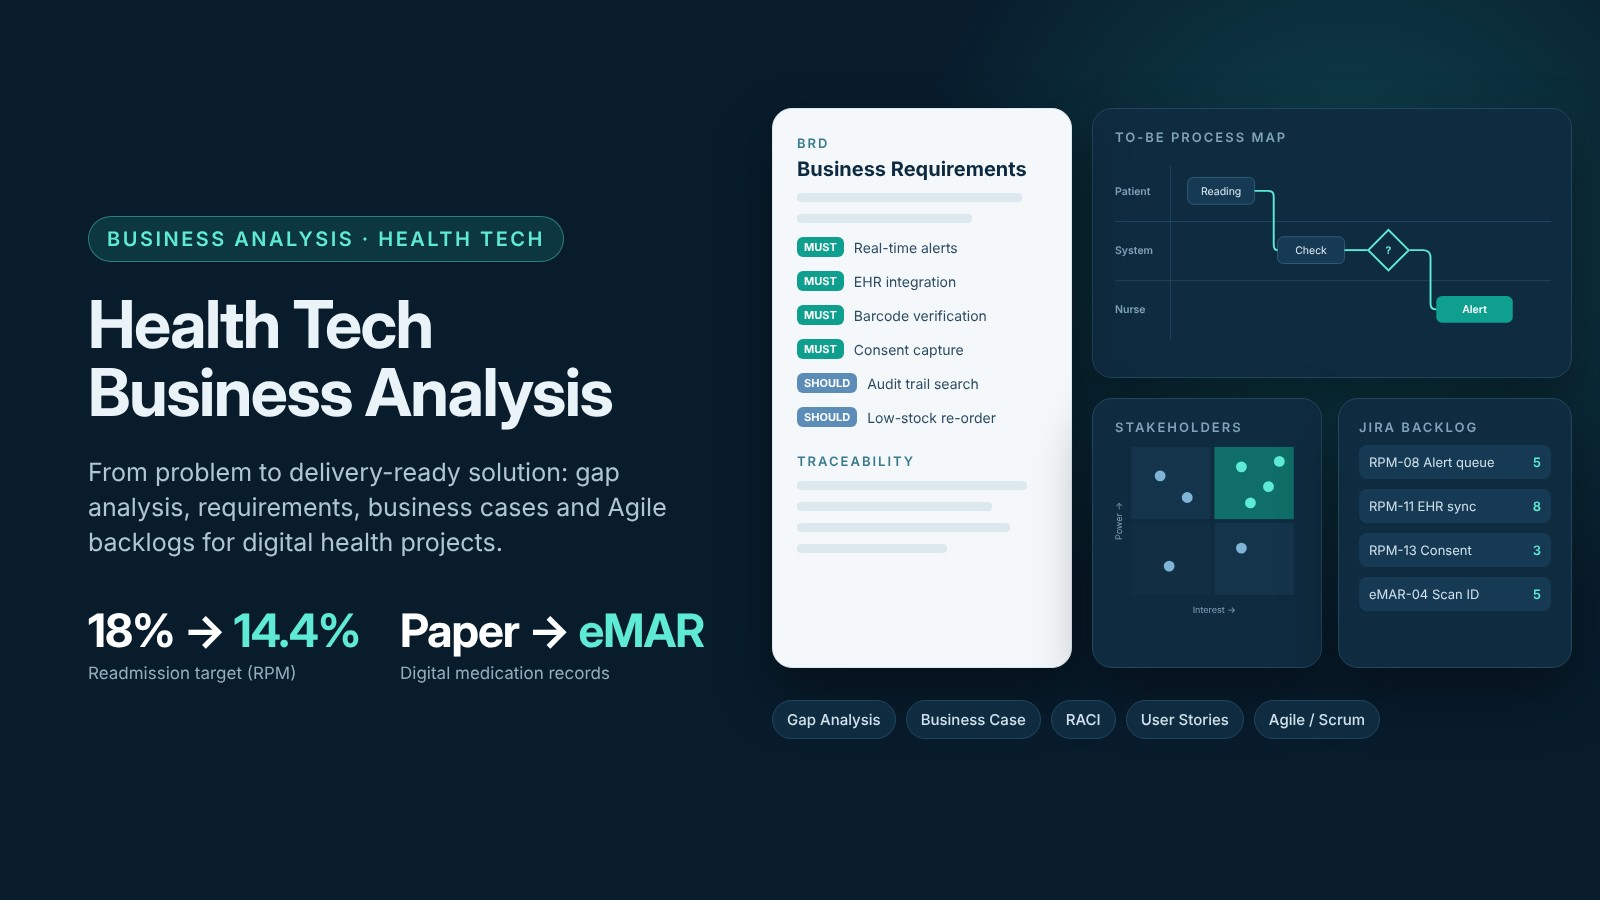 BUSINESS ANALYSIS · HEALTH TECH
Health Tech
Business Analysis
From problem to delivery-ready solution: gap
analysis, requirements, business cases and Agile
backlogs for digital health projects.
18% → 14.4%
Readmission target (RPM)
Paper → eMAR
Digital medication records
BRD
Business Requirements
MUST Real-time alerts
MUST EHR integration
MUST Barcode verification
MUST Consent capture
SHOULD Audit trail search
SHOULD Low-stock re-order
TRACEABILITY
TO-BE PROCESS MAP
Patient
Reading
System
Check
?
Nurse
Alert
STAKEHOLDERS
Power →
Interest →
JIRA BACKLOG
RPM-08 Alert queue 5
RPM-11 EHR sync 8
RPM-13 Consent 3
eMAR-04 Scan ID 5
Gap Analysis
Business Case
RACI
User Stories
Agile / Scrum